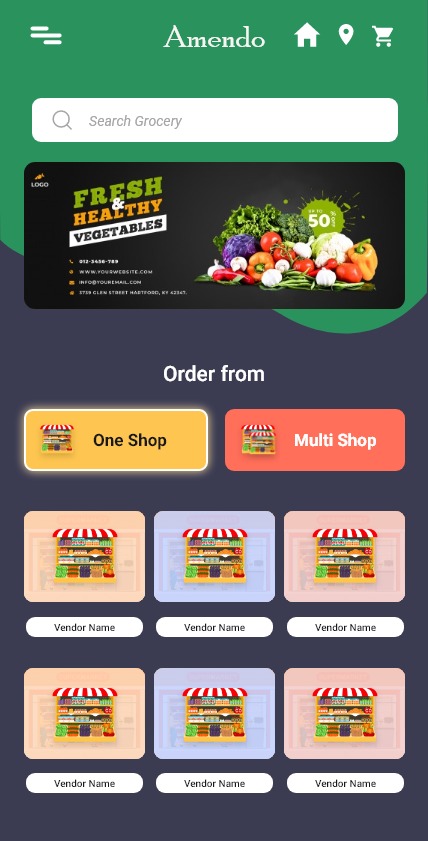 Amendo
Search Grocery
LOGO
FRESH
&
HEALTHY
VEGETABLES
UP TO
50%
OFF
012-3456-789
WWW.YOURWEBSITE.COM
INFO@YOUREMAIL.COM
3739 GLEN STREET HARTFORD, KY 42347.
Order from
One Shop
Multi Shop
Vendor Name
Vendor Name
Vendor Name
Vendor Name
Vendor Name
Vendor Name